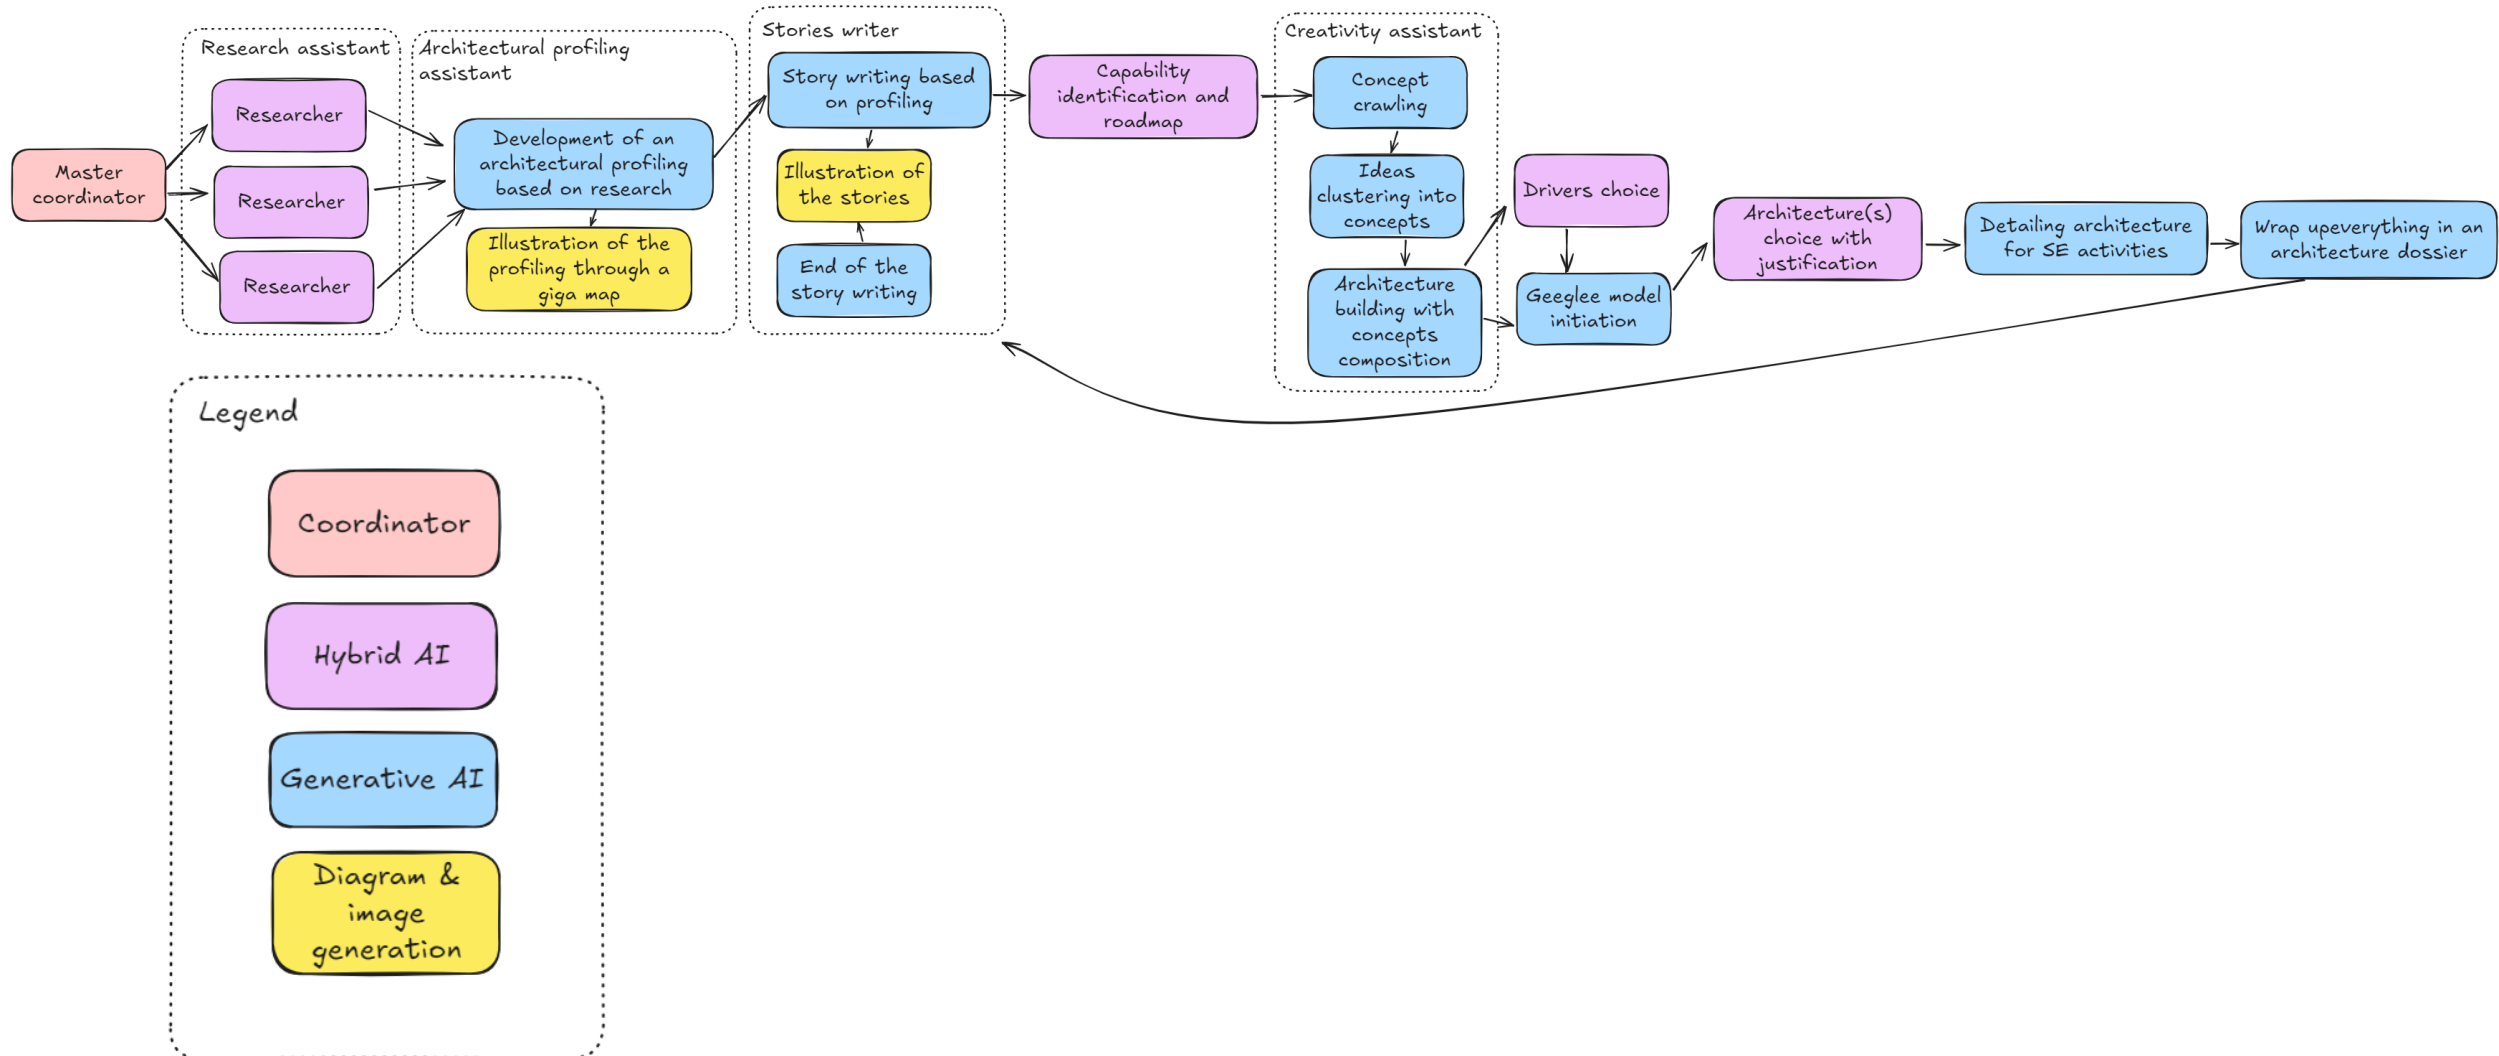 Research assistant
Researcher
Researcher
Researcher
Master
coordinator
Architectural profiling
assistant
Development of an
architectural profiling
based on research
Illustration of the
profiling through a
giga map
Stories writer
Story writing based
on profiling
Illustration of
the stories
End of the
story writing
Capability
identification and
roadmap
Creativity assistant
Concept
crawling
Ideas
clustering into
concepts
Architecture
building with
concepts
composition
Drivers choice
Geeglee model
initiation
Architecture(s)
choice with
justification
Detailing architecture
for SE activities
Wrap upeverything in an
architecture dossier
Legend
Coordinator
Hybrid AI
Generative AI
Diagram &
image
generation